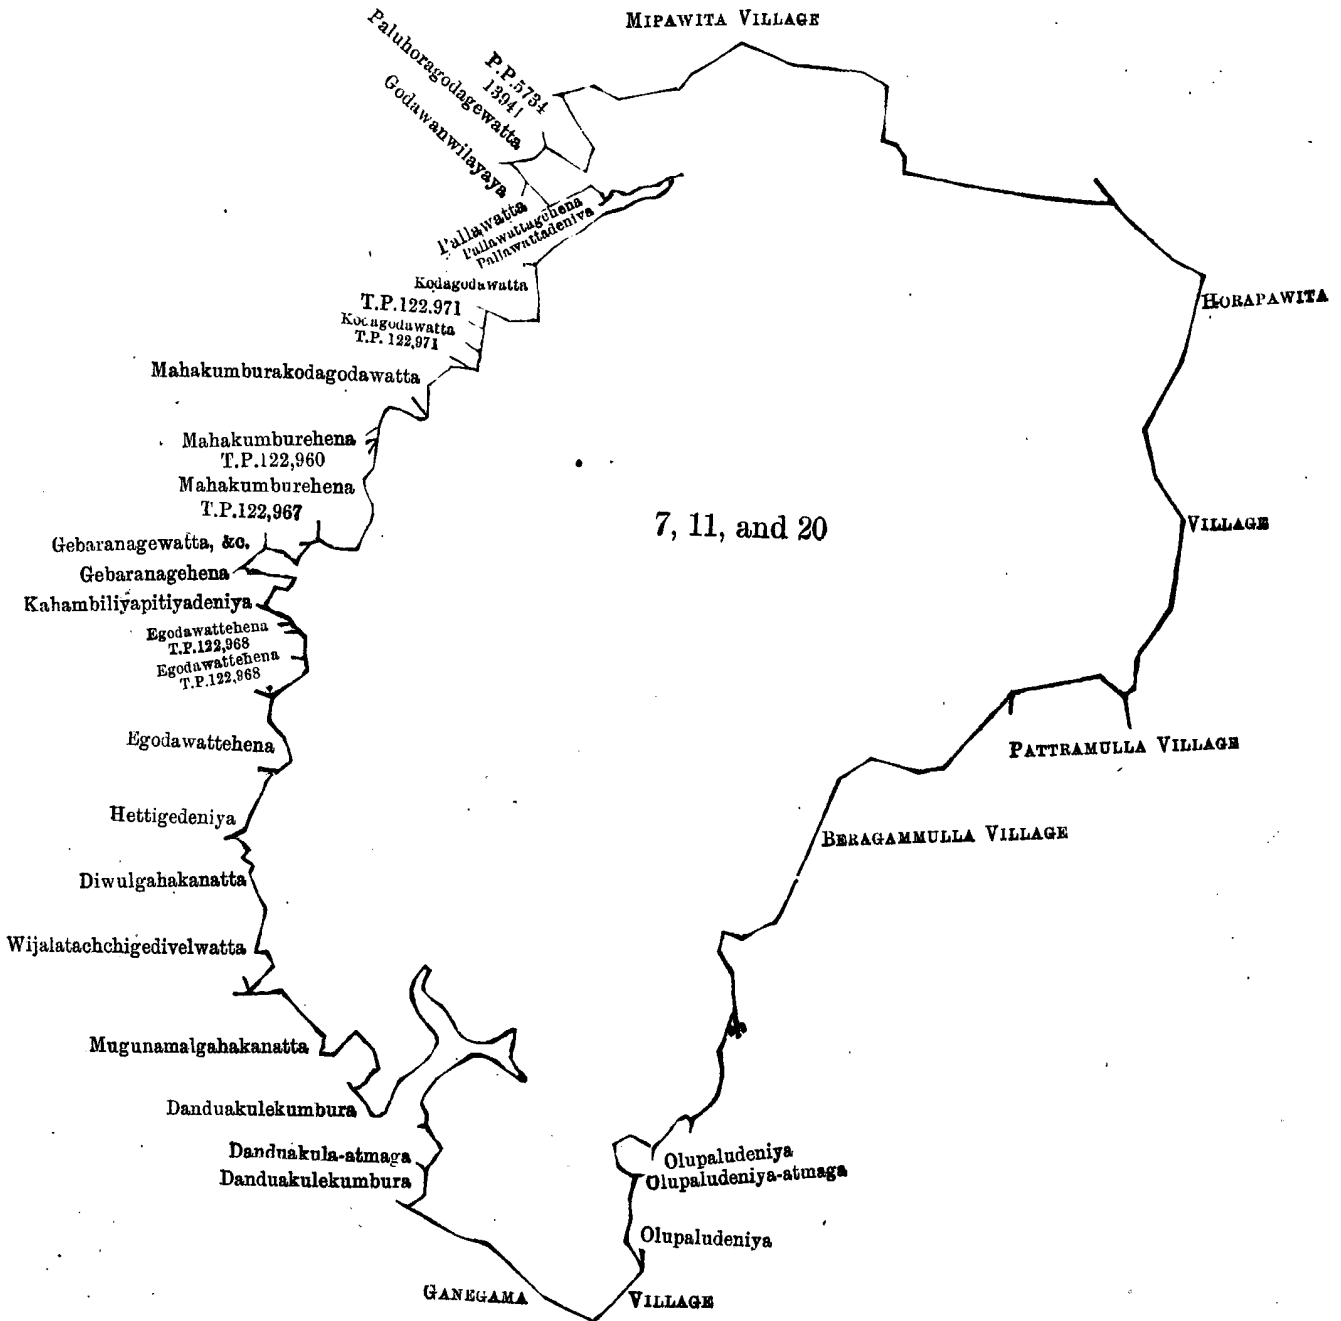 MIPAWITA VILLAGE
P.P.5734
1394/
Paluhoragodagewatta
Godawanwilayaya
Pallawatta
Pallawattagehena
Pallawattadeniya
Kodagodawatta
T.P.122.971
Kodagodawatta
T.P. 122,971
HORAPAWITA
Mahakumburakodagodawatta
Mahakumburehena
T.P.122,960
Mahakumburehena
T.P.122,967
7, 11, and 20
VILLAGE
Gebaranagewatta, &c.
Gebaranagehena
Kahambiliyapitiyadeniya
Egodawattehena
T.P.122,968
Egodawattehena
T.P.122,968
Egodawattehena
PATTRAMULLA VILLAGE
Hettigedeniya
BERAGAMMULLA VILLAGE
Diwulgahakanatta
Wijalatachchigedivelwatta
Mugunamalgahakanatta
Danduakulekumbura
Danduakula-atmaga
Danduakulekumbura
Olupaludeniya
Olupaludeniya-atmaga
Olupaludeniya
GANEGAMA VILLAGE